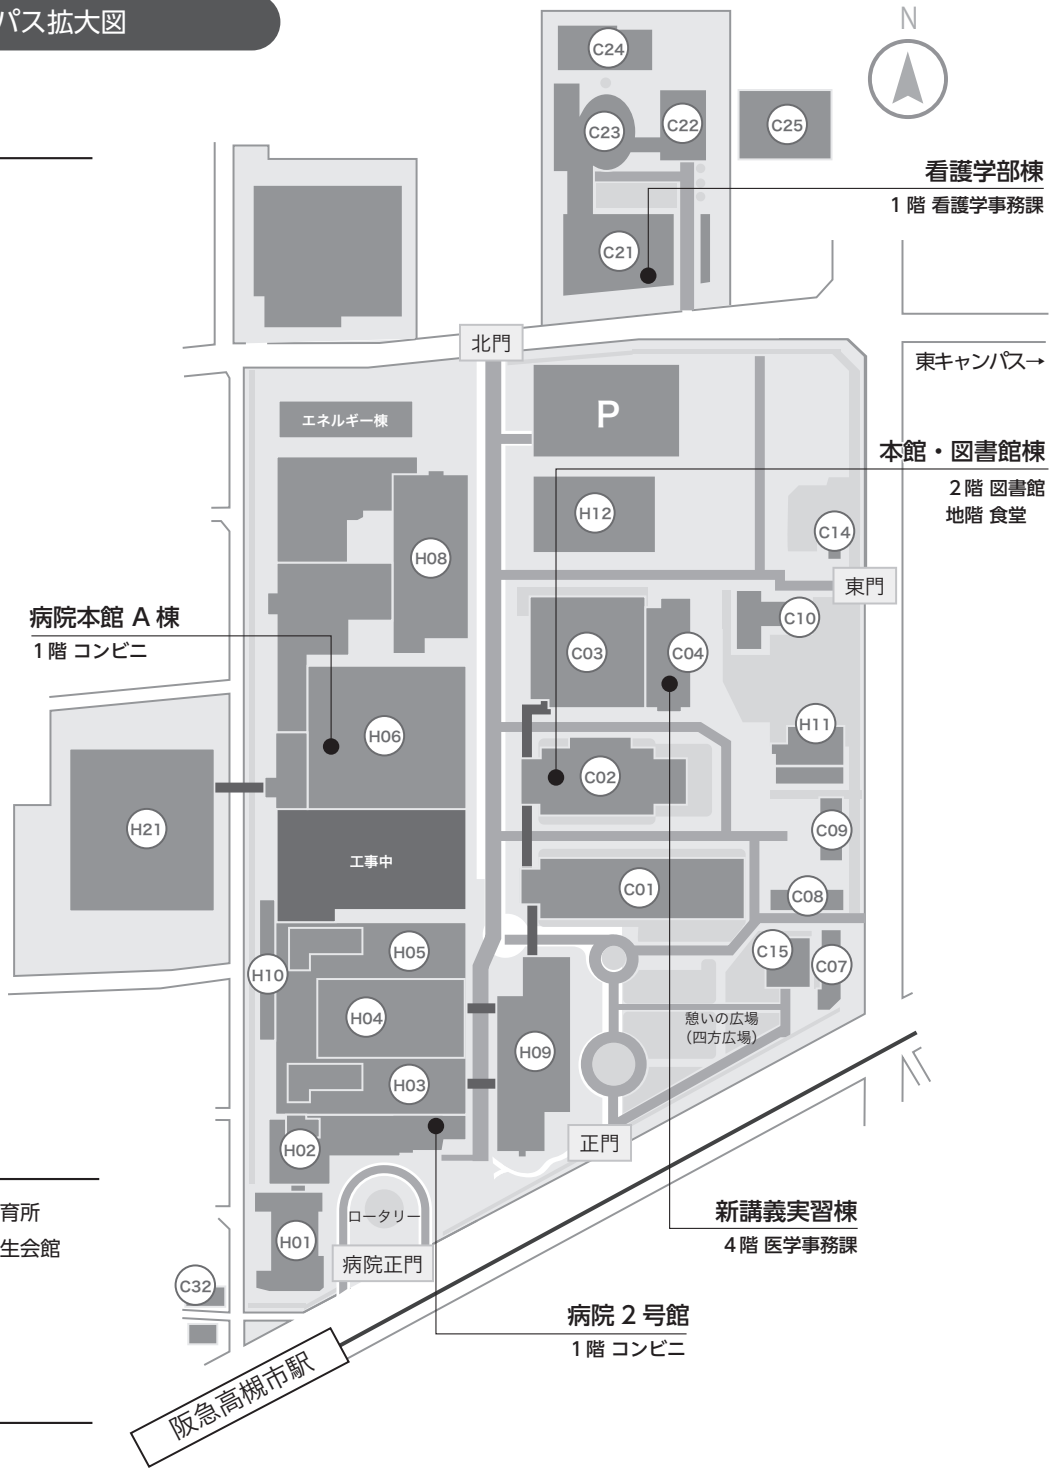 パス拡大図
N
C24
C23
C22
C25
看護学部棟
1階 看護学事務課
C21
北門
東キャンパス→
エネルギー棟
P
本館・図書館棟
2階 図書館
地階 食堂
H12
C14
H08
東門
病院本館 A 棟
1階 コンビニ
C10
C03
C04
H06
H11
C02
H21
C09
工事中
C01
C08
H05
C15
C07
H10
H04
憩いの広場
(四方広場)
H09
H03
正門
H02
育所
ロータリー
新講義実習棟
4階 医学事務課
生会館
H01
病院正門
C32
病院 2 号館
1階 コンビニ
阪急高槻市駅